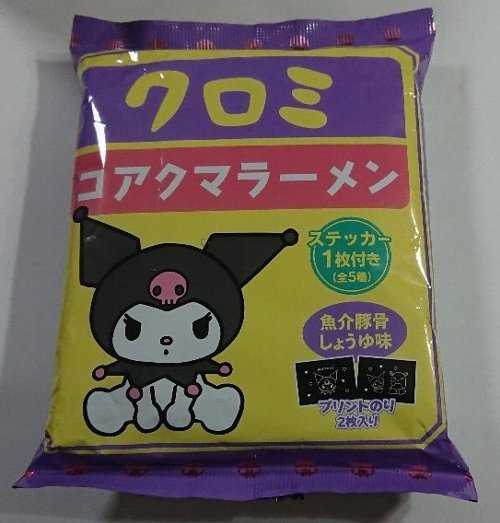 クロミ
コアクマラーメン
ステッカー
1枚付き
(全5種)
魚介豚骨
しょうゆ味
プリントのり
2枚入り